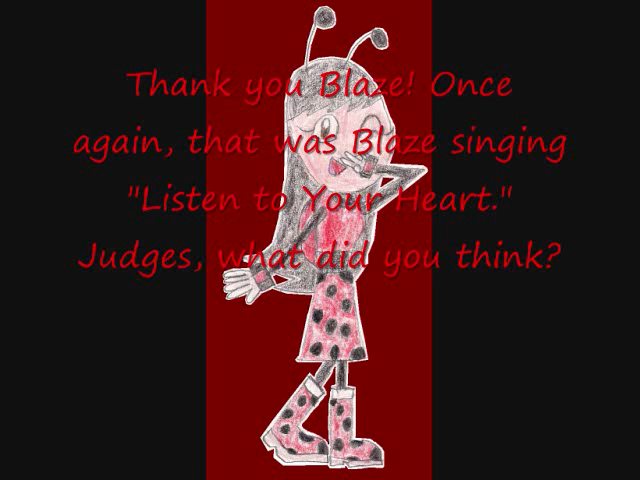 Thank you Blaze! Once
again, that was Blaze singing
"Listen to Your Heart."
Judges, what did you think?